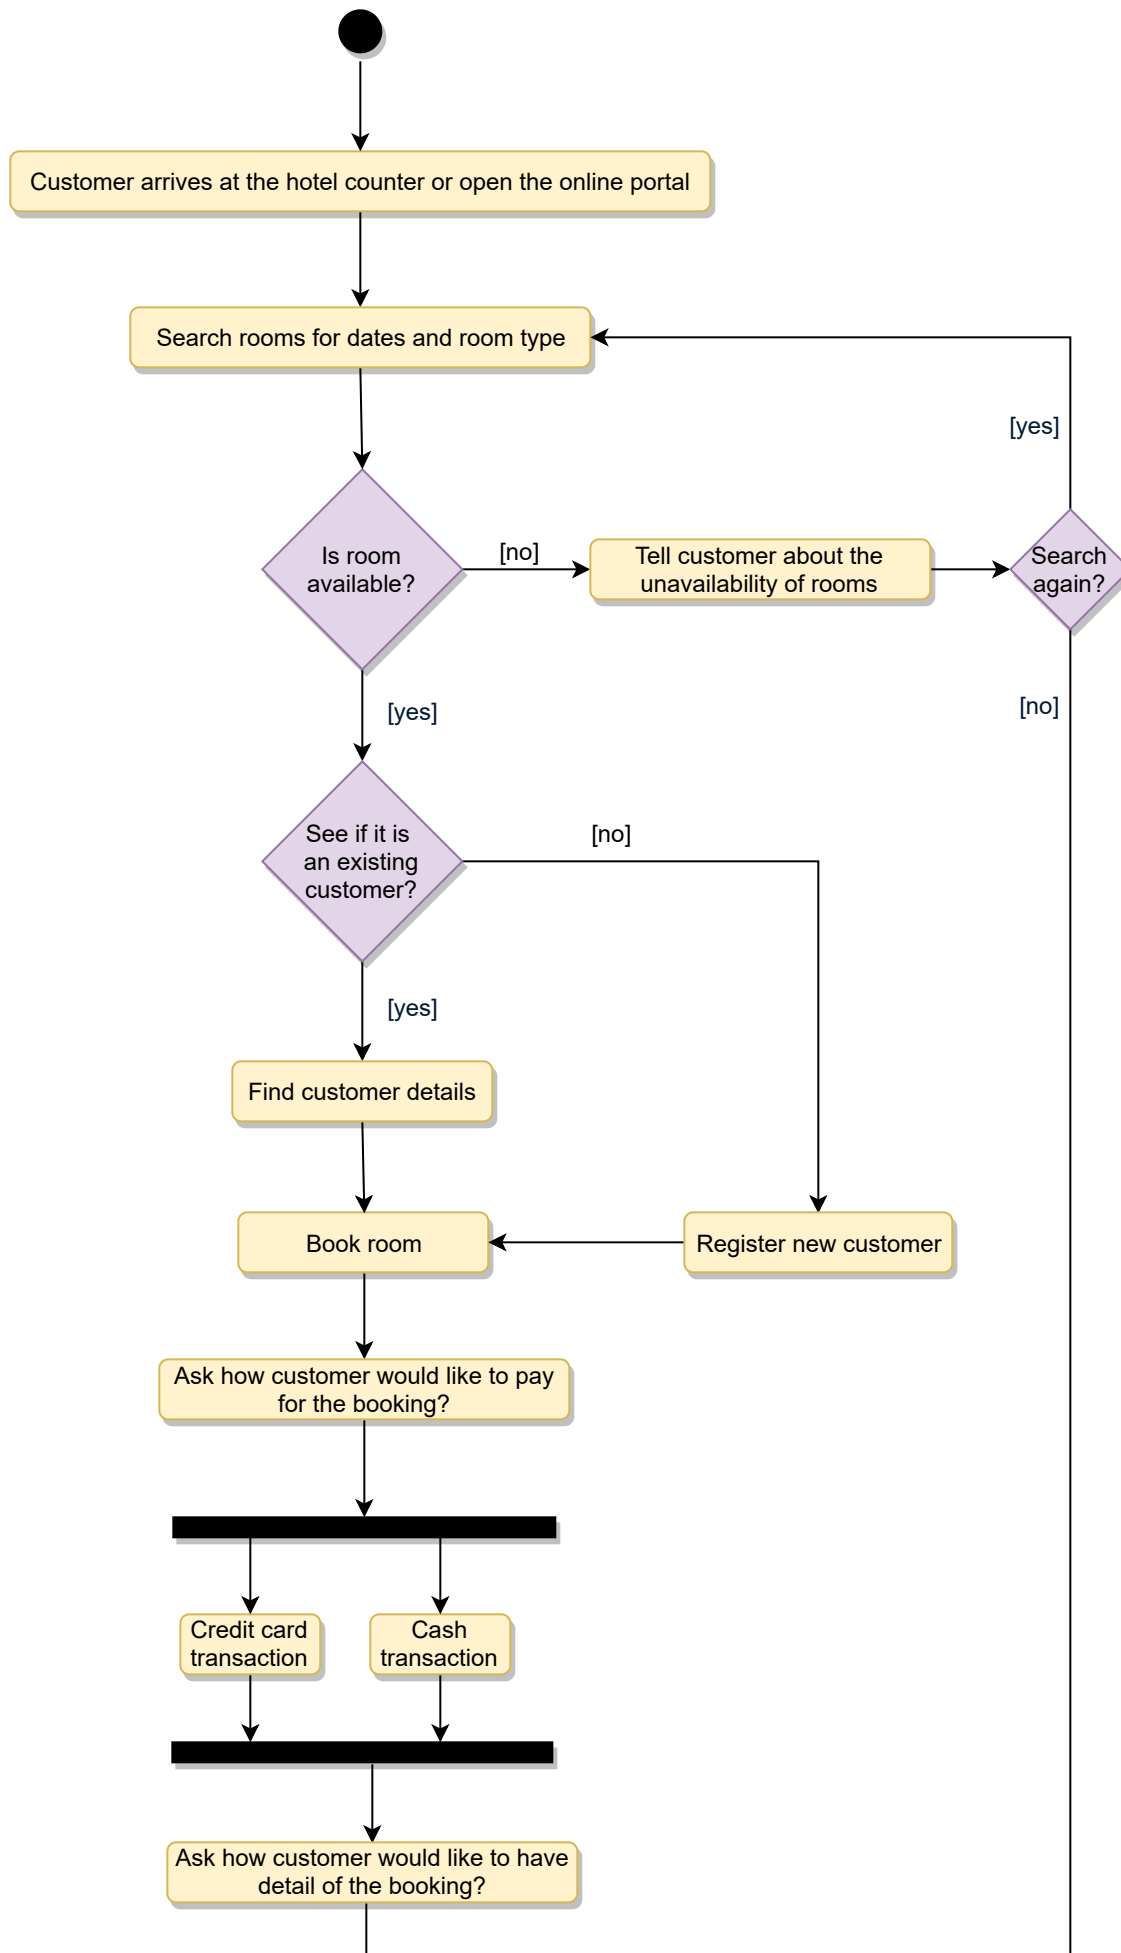 Customer arrives at the hotel counter or open the online portal
Search rooms for dates and room type
[yes]
Is room
available?
[no]
Tell customer about the
unavailability of rooms
Search
again?
[yes]
[no]
See if it is
an existing
customer?
[no]
[yes]
Find customer details
Book room
Register new customer
Ask how customer would like to pay
for the booking?
Credit card
transaction
Cash
transaction
Ask how customer would like to have
detail of the booking?